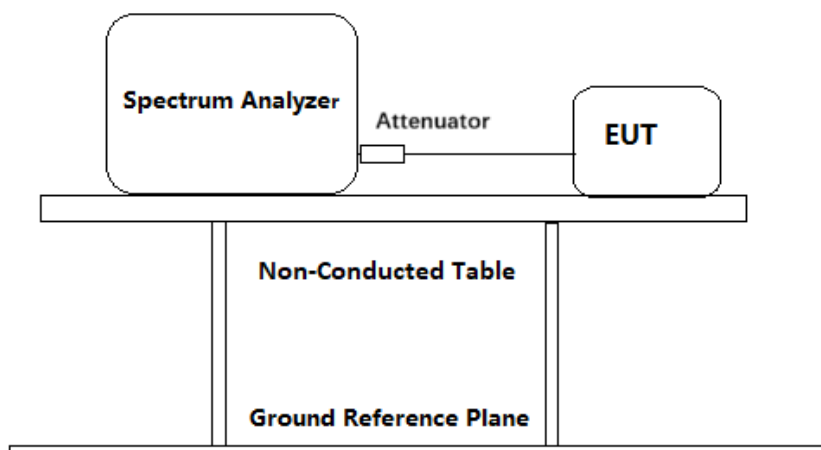 Spectrum Analyzer
Attenuator
EUT
Non-Conducted Table
Ground Reference Plane